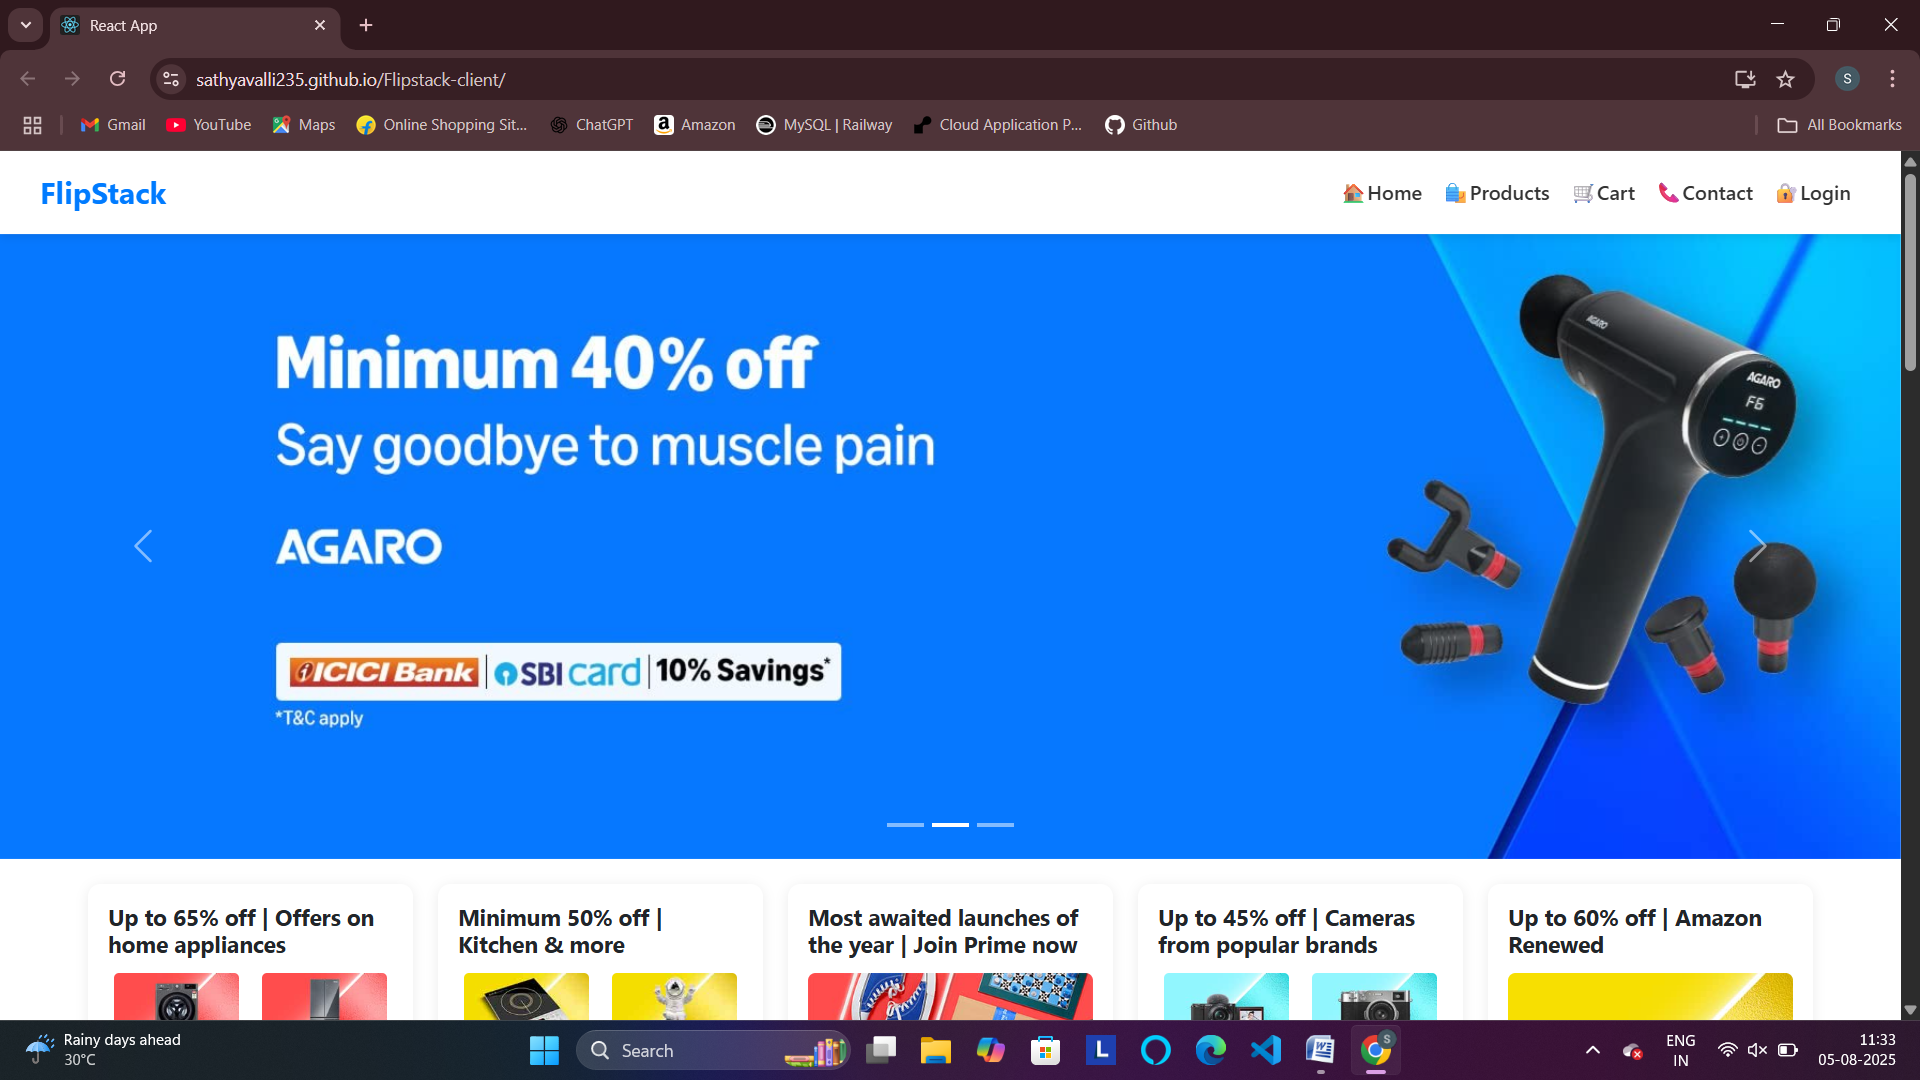 React App
sathyavalli235.github.io/Flipstack-client/
S
Gmail
YouTube
Maps
Online Shopping Sit...
ChatGPT
Amazon
MySQL | Railway
Cloud Application P...
Github
All Bookmarks
FlipStack
Home
Products
Cart
Contact
Login
Minimum 40% off
Say goodbye to muscle pain
AGARO
ICICI Bank | SBI card | 10% Savings*
*T&C apply
AGARO
AGARO
F6
Up to 65% off | Offers on
home appliances
Minimum 50% off |
Kitchen & more
Most awaited launches of
the year | Join Prime now
Up to 45% off | Cameras
from popular brands
Up to 60% off | Amazon
Renewed
Rainy days ahead
30°C
Search
L
S
ENG
IN
11:33
05-08-2025